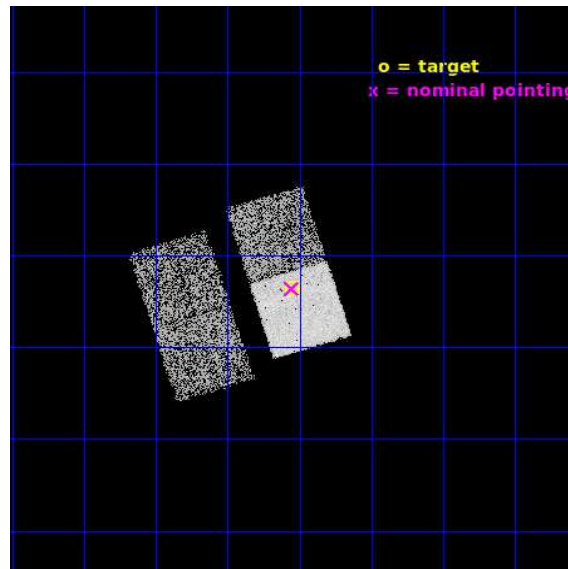 o = target
x = nominal pointing